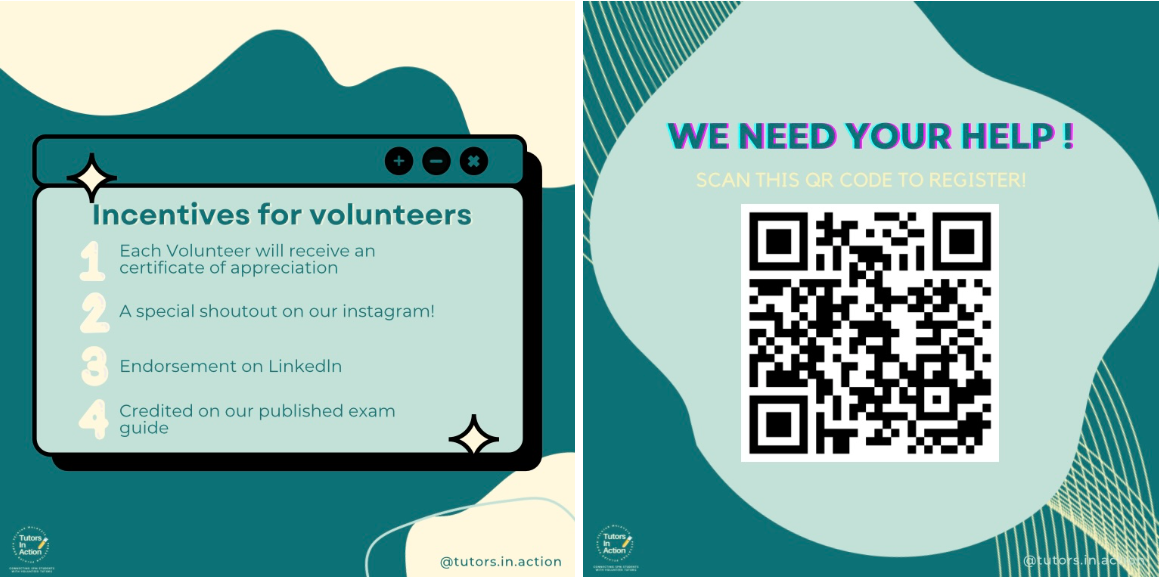 Incentives for volunteers
1 Each Volunteer will receive an
certificate of appreciation
2 A special shoutout on our instagram!
3 Endorsement on LinkedIn
4 Credited on our published exam
guide
Tutors
In
Action
@tutors.in.action
WE NEED YOUR HELP !
SCAN THIS QR CODE TO REGISTER!
Tutors
In
Action
@tutors.in.action